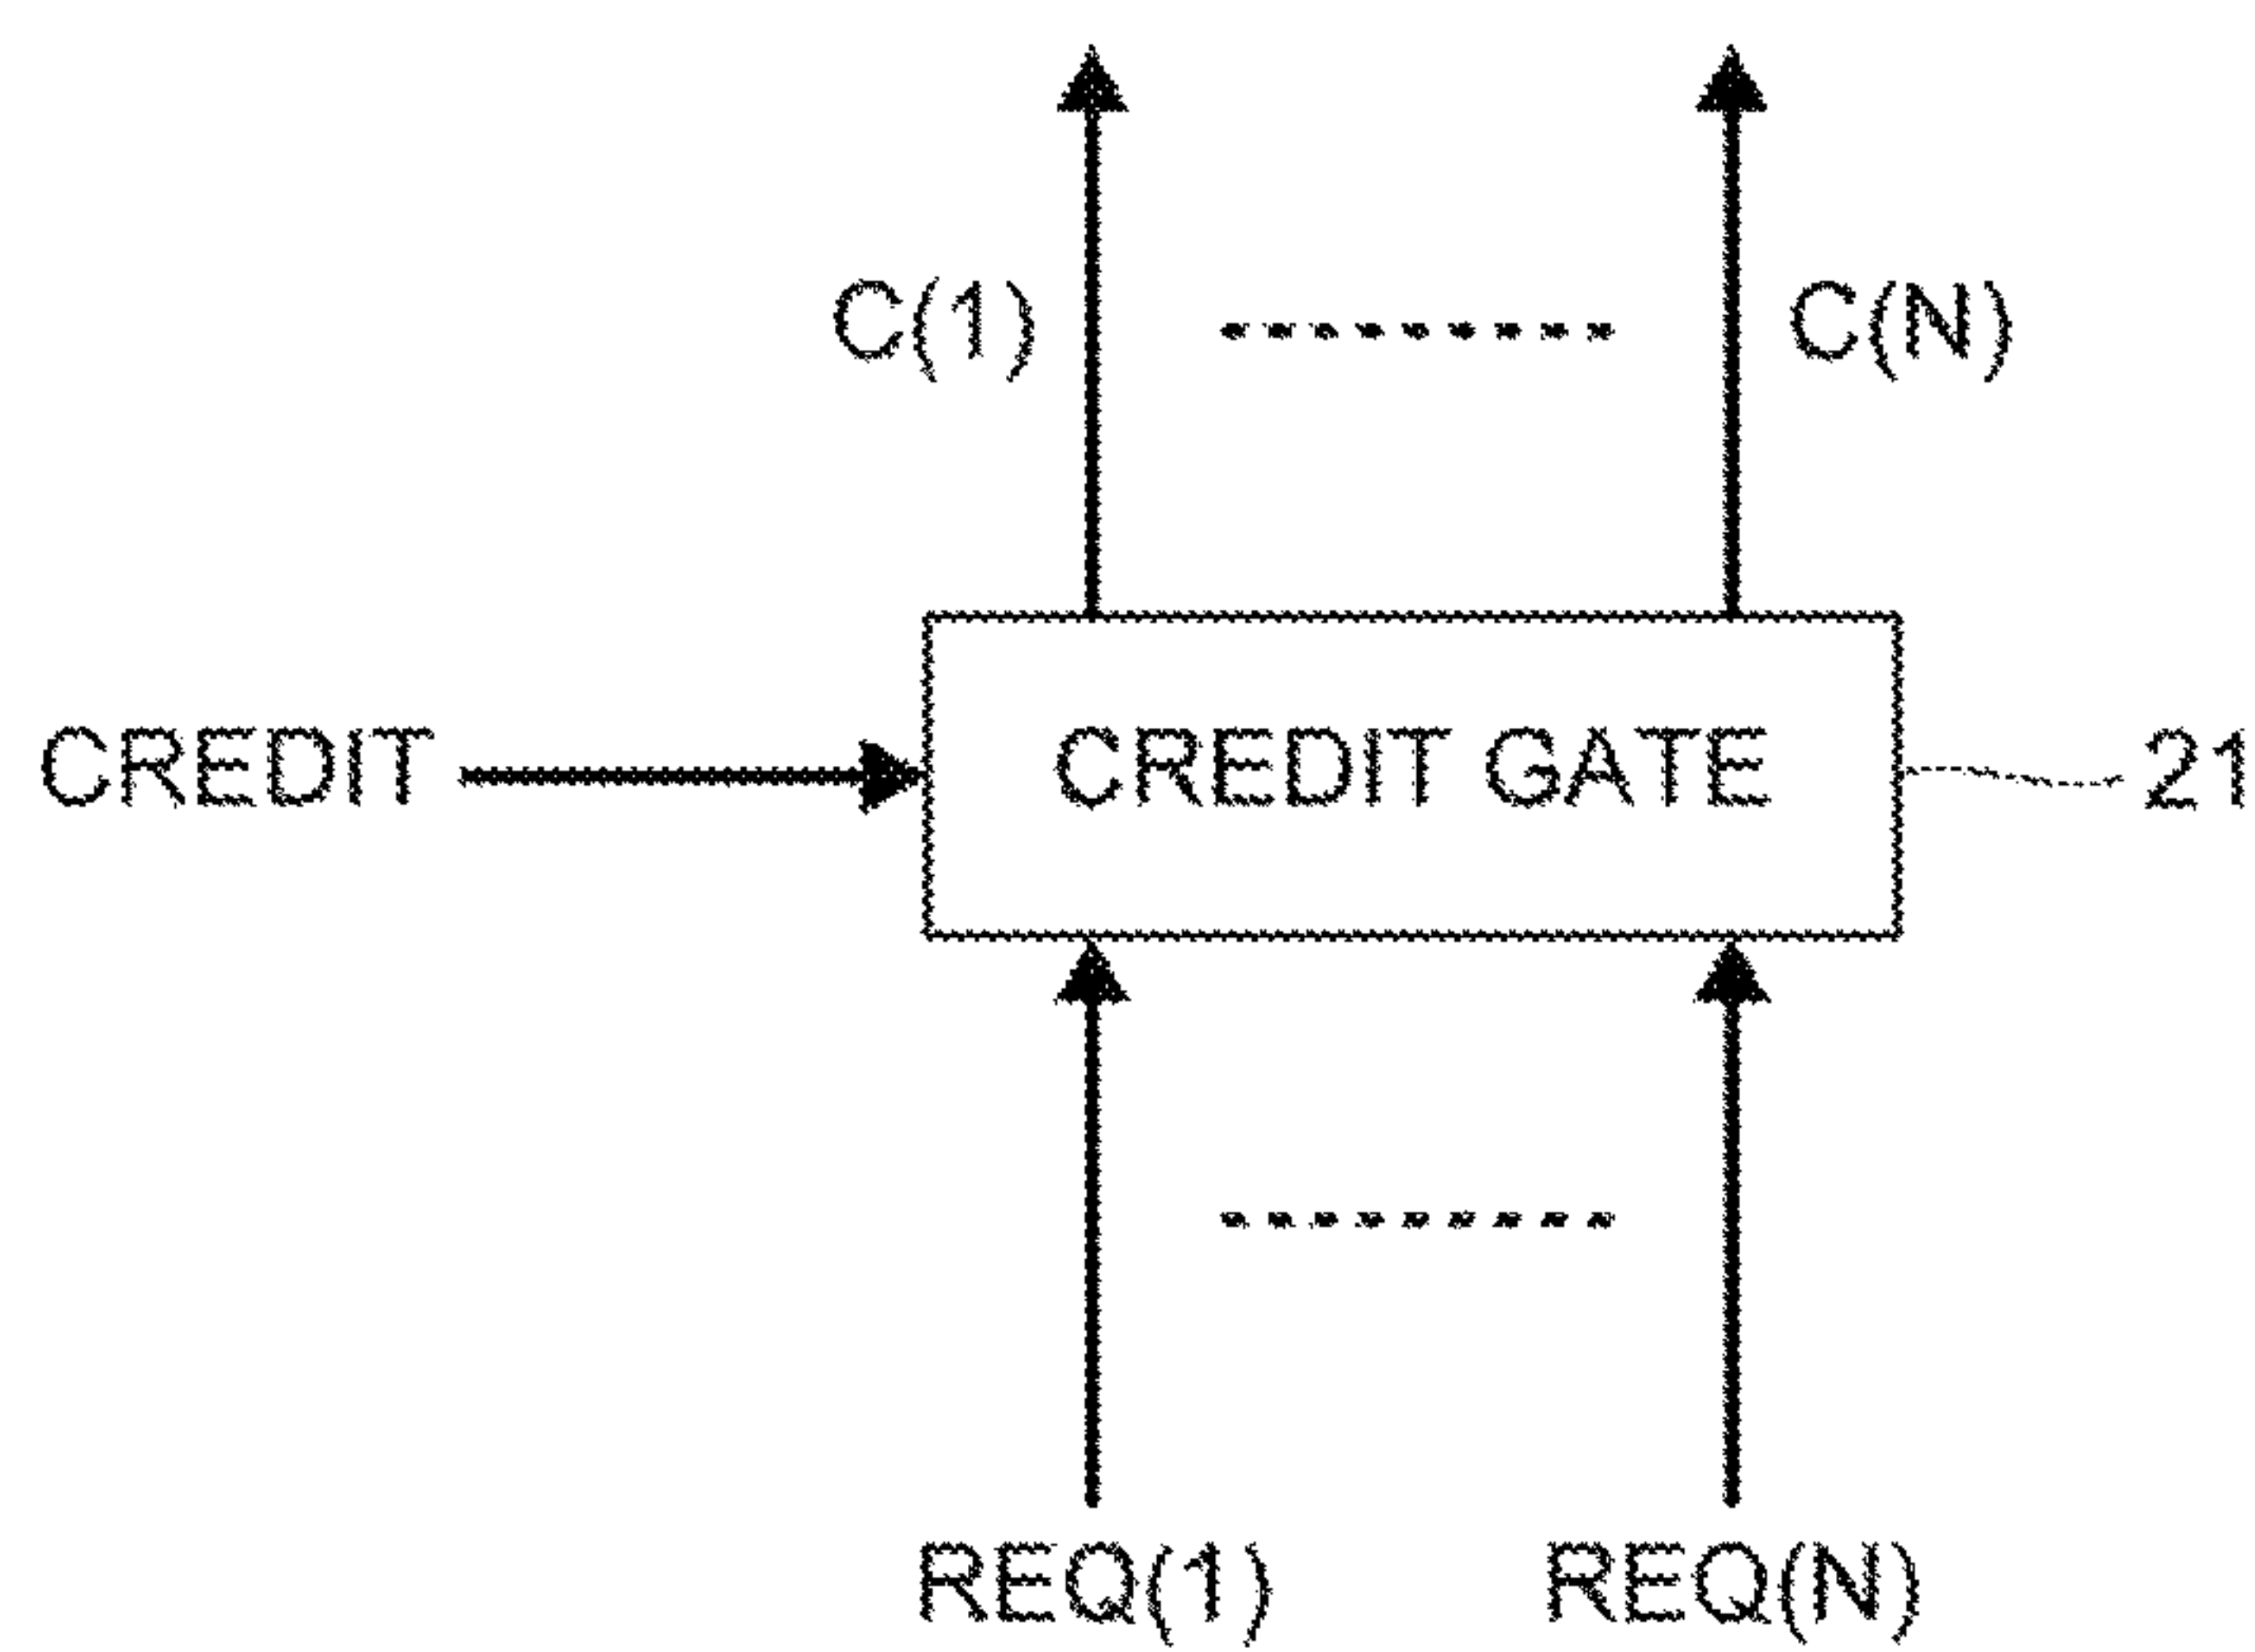 C(1) C(N)
CREDIT CREDIT GATE 21
REQ(1) REQ(N)